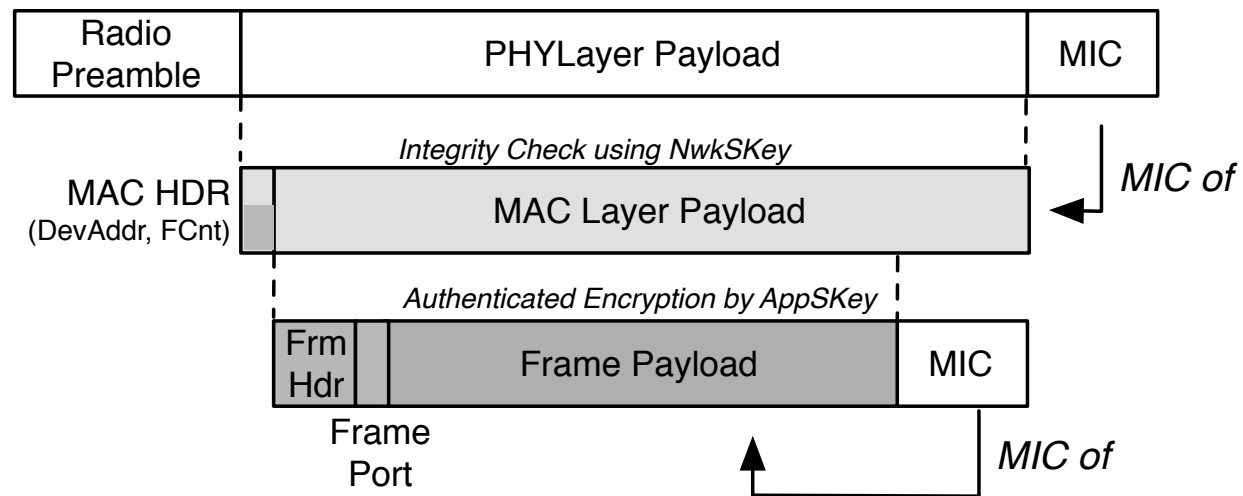 Radio
Preamble
PHYLayer Payload
MIC
Integrity Check using NwkSKey
MIC of
MAC HDR
(DevAddr, FCnt)
MAC Layer Payload
Authenticated Encryption by AppSKey
Frm
Hdr
Frame Payload
MIC
Frame
Port
MIC of